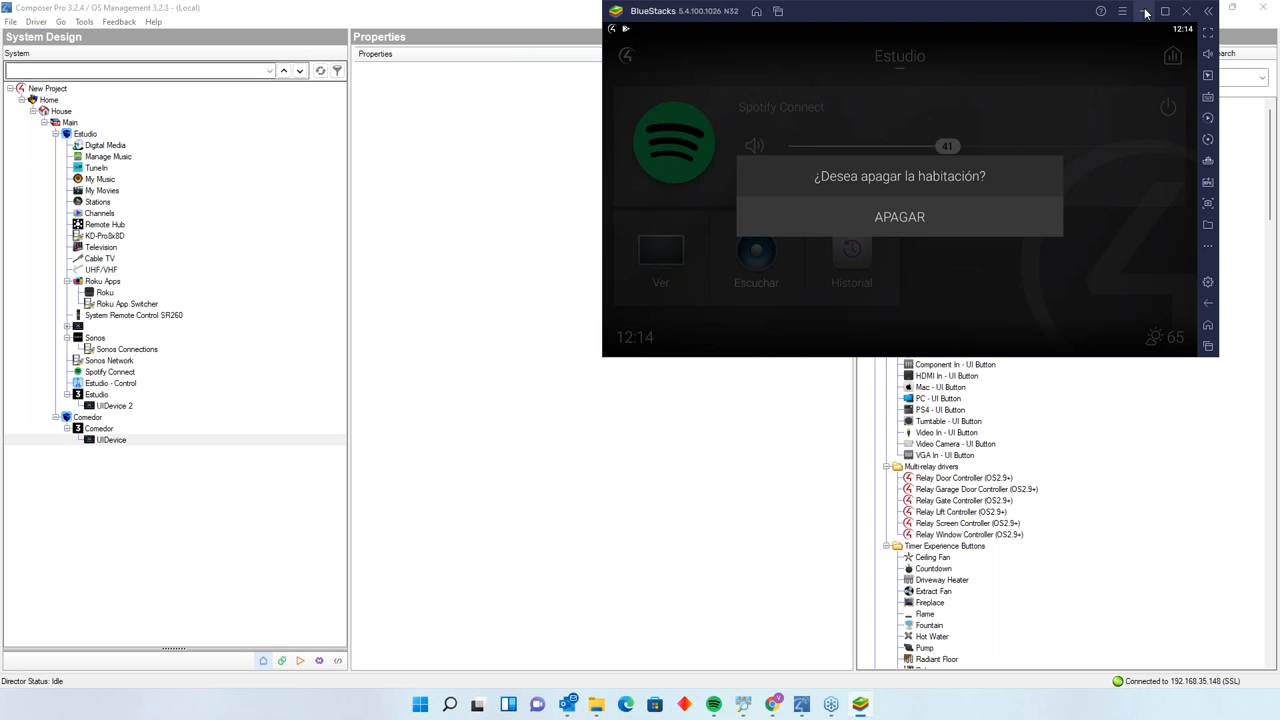 Composer Pro 3.2.4 / OS Management 3.2.3 - (Local)
File Driver Go Tools Feedback Help
System Design
System
New Project
Home
House
Main
Estudio
Digital Media
Manage Music
TuneIn
My Music
My Movies
Stations
Channels
Remote Hub
KD-Pro8x8D
Television
Cable TV
UHF/VHF
Roku Apps
Roku
Roku App Switcher
System Remote Control SR260
Sonos
Sonos Connections
Sonos Network
Spotify Connect
Estudio - Control
Estudio
UIDevice 2
Comedor
Comedor
UIDevice
Director Status: Idle
Properties
Properties
BlueStacks 5.4.100.1026 N32
12:14
Estudio
Spotify Connect
41
¿Desea apagar la habitación?
APAGAR
Ver Escuchar Historial
12:14
65
arch
Component In - UI Button
HDMI In - UI Button
Mac - UI Button
PC - UI Button
PS4 - UI Button
Turntable - UI Button
Video In - UI Button
Video Camera - UI Button
VGA In - UI Button
Multi-relay drivers
Relay Door Controller (OS2.9+)
Relay Garage Door Controller (OS2.9+)
Relay Gate Controller (OS2.9+)
Relay Lift Controller (OS2.9+)
Relay Screen Controller (OS2.9+)
Relay Window Controller (OS2.9+)
Timer Experience Buttons
Ceiling Fan
Countdown
Driveway Heater
Extract Fan
Fireplace
Flame
Fountain
Hot Water
Pump
Radiant Floor
Connected to 192.168.35.148 (SSL)